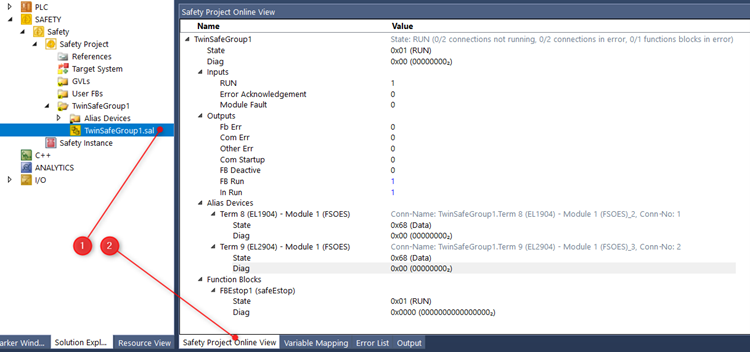 PLC
SAFETY
Safety
Safety Project
References
Target System
GVLs
User FBs
TwinSafeGroup1
Alias Devices
TwinSafeGroup1.sal
Safety Instance
C++
ANALYTICS
I/O
1 2
arker Wind... Solution Expl... Resource View
Safety Project Online View
Name Value
TwinSafeGroup1 State: RUN (0/2 connections not running, 0/2 connections in error, 0/1 functions blocks in error)
State 0x01 (RUN)
Diag 0x00 (00000000₂)
Inputs
RUN 1
Error Acknowledgement 0
Module Fault 0
Outputs
Fb Err 0
Com Err 0
Other Err 0
Com Startup 0
FB Deactive 0
FB Run 1
In Run 1
Alias Devices
Term 8 (EL1904) - Module 1 (FSOES) Conn-Name: TwinSafeGroup1.Term 8 (EL1904) - Module 1 (FSOES)_2, Conn-No: 1
State 0x68 (Data)
Diag 0x00 (00000000₂)
Term 9 (EL2904) - Module 1 (FSOES) Conn-Name: TwinSafeGroup1.Term 9 (EL2904) - Module 1 (FSOES)_3, Conn-No: 2
State 0x68 (Data)
Diag 0x00 (00000000₂)
Function Blocks
FBEstop1 (safeEstop)
State 0x01 (RUN)
Diag 0x0000 (0000000000000000₂)
Safety Project Online View Variable Mapping Error List Output